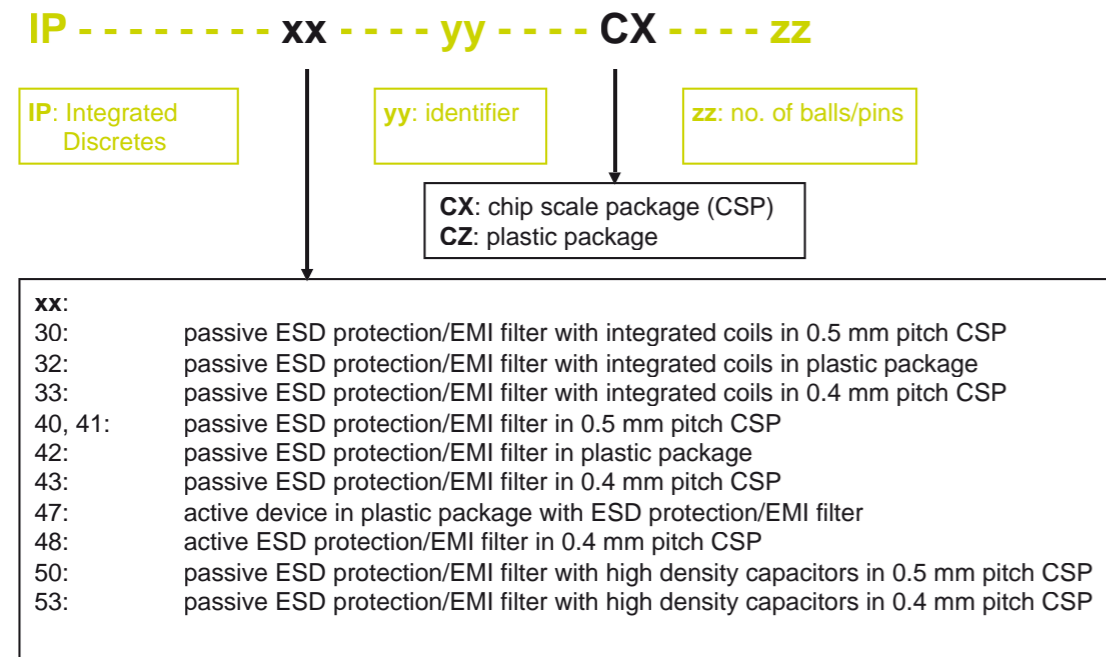 IP - - - - - - - - xx - - - - yy - - - - CX - - - - zz
IP: Integrated
Discretes
yy: identifier
zz: no. of balls/pins
CX: chip scale package (CSP)
CZ: plastic package
xx:
30: passive ESD protection/EMI filter with integrated coils in 0.5 mm pitch CSP
32: passive ESD protection/EMI filter with integrated coils in plastic package
33: passive ESD protection/EMI filter with integrated coils in 0.4 mm pitch CSP
40, 41: passive ESD protection/EMI filter in 0.5 mm pitch CSP
42: passive ESD protection/EMI filter in plastic package
43: passive ESD protection/EMI filter in 0.4 mm pitch CSP
47: active device in plastic package with ESD protection/EMI filter
48: active ESD protection/EMI filter in 0.4 mm pitch CSP
50: passive ESD protection/EMI filter with high density capacitors in 0.5 mm pitch CSP
53: passive ESD protection/EMI filter with high density capacitors in 0.4 mm pitch CSP